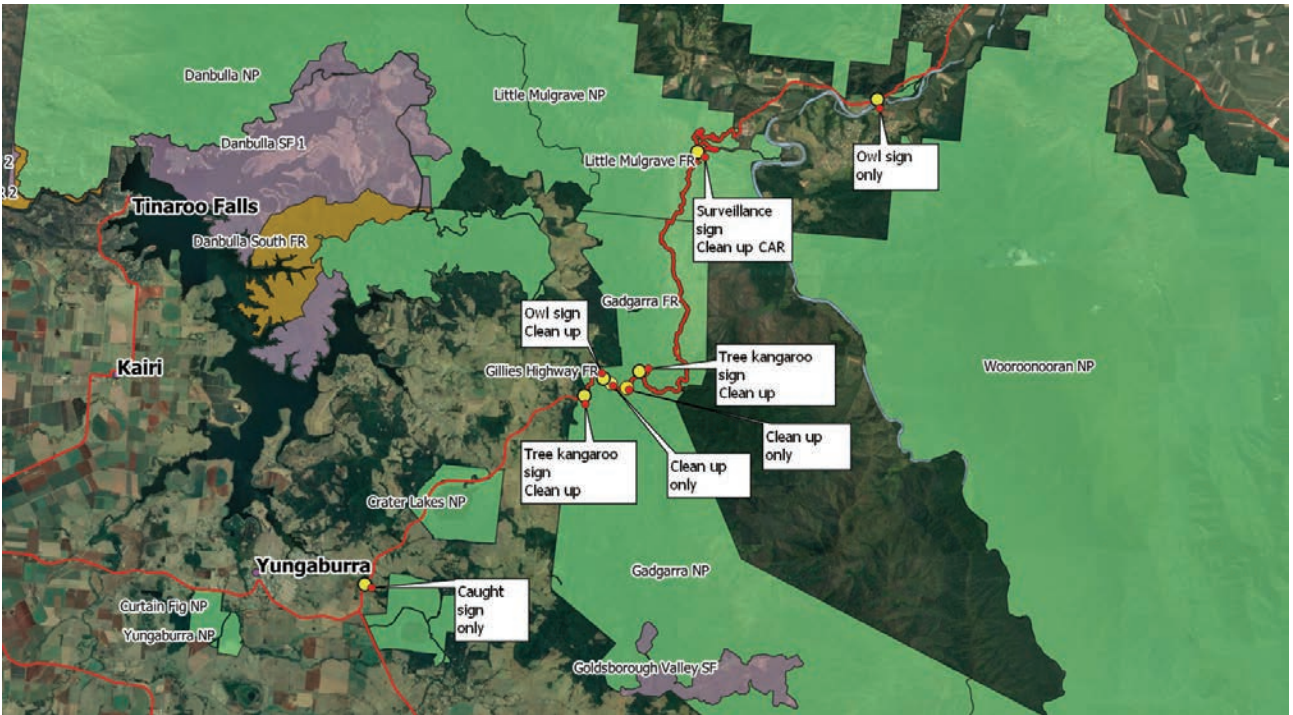 Danbulla NP
Little Mulgrave NP
Danbulla SF 1
2
R 2
Little Mulgrave FR
Owl sign
only
Tinaroo Falls
Surveillance
sign
Clean up CAR
Danbulla South FR
Gadgarra FR
Owl sign
Clean up
Kairi
Gillies Highway FR
Tree kangaroo
sign
Clean up
Wooroonooran NP
Clean up
only
Tree kangaroo
sign
Clean up
Clean up
only
Crater Lakes NP
Yungaburra
Gadgarra NP
Caught
sign
only
Curtain Fig NP
Yungaburra NP
Goldsborough Valley SF